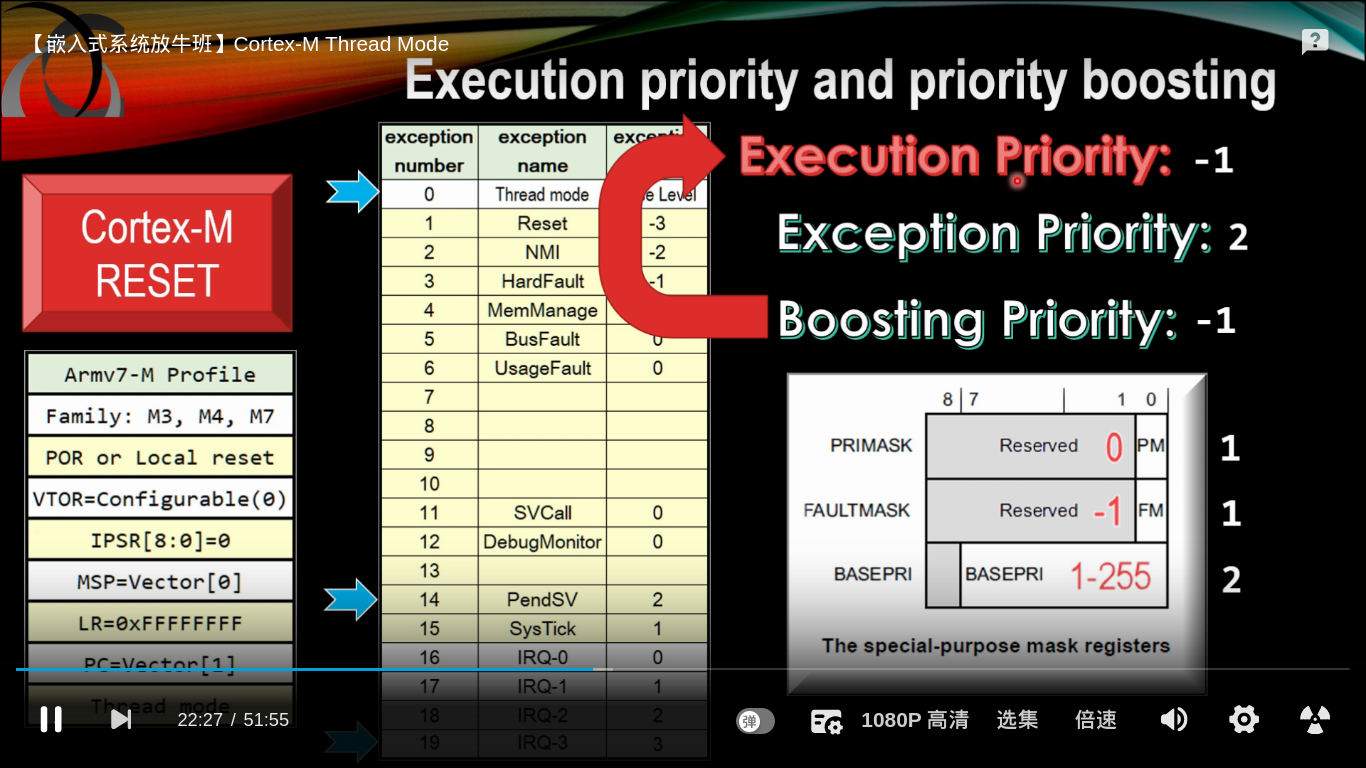 【嵌入式系统放牛班】Cortex-M Thread Mode
Execution priority and priority boosting
Cortex-M
RESET
Armv7-M Profile
Family: M3, M4, M7
POR or Local reset
VTOR=Configurable(0)
IPSR[8:0]=0
MSP=Vector[0]
LR=0xFFFFFFFF
PC=Vector[1]
Thread mode
exception number exception name
0 Thread mode Level
1 Reset -3
2 NMI -2
3 HardFault -1
4 MemManage
5 BusFault 0
6 UsageFault 0
7
8
9
10
11 SVCall 0
12 DebugMonitor 0
13
14 PendSV 2
15 SysTick 1
16 IRQ-0 0
17 IRQ-1 1
18 IRQ-2 2
19 IRQ-3 3
Execution Priority: -1
Exception Priority: 2
Boosting Priority: -1
8 7 1 0
PRIMASK Reserved 0 PM 1
FAULTMASK Reserved -1 FM 1
BASEPRI BASEPRI 1-255 2
The special-purpose mask registers
22:27 / 51:55
弹
1080P 高清
选集
倍速